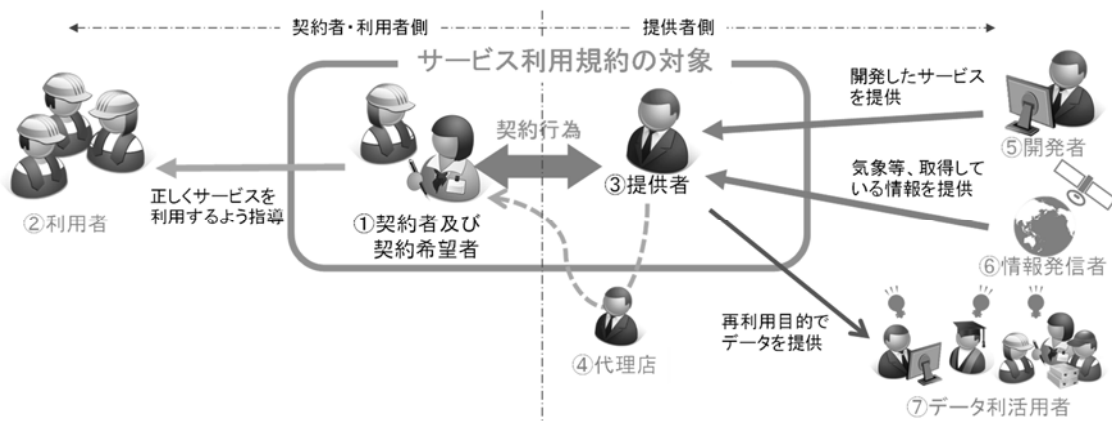 契約者・利用者側
提供者側
サービス利用規約の対象
開発したサービス
を提供
契約行為
⑤開発者
③提供者
気象等、取得して
いる情報を提供
正しくサービスを
利用するよう指導
②利用者
①契約者及び
契約希望者
⑥情報発信者
再利用目的で
データを提供
④代理店
⑦データ利活用者